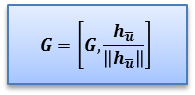 G = [G, h_ū / ‖h_ū‖]